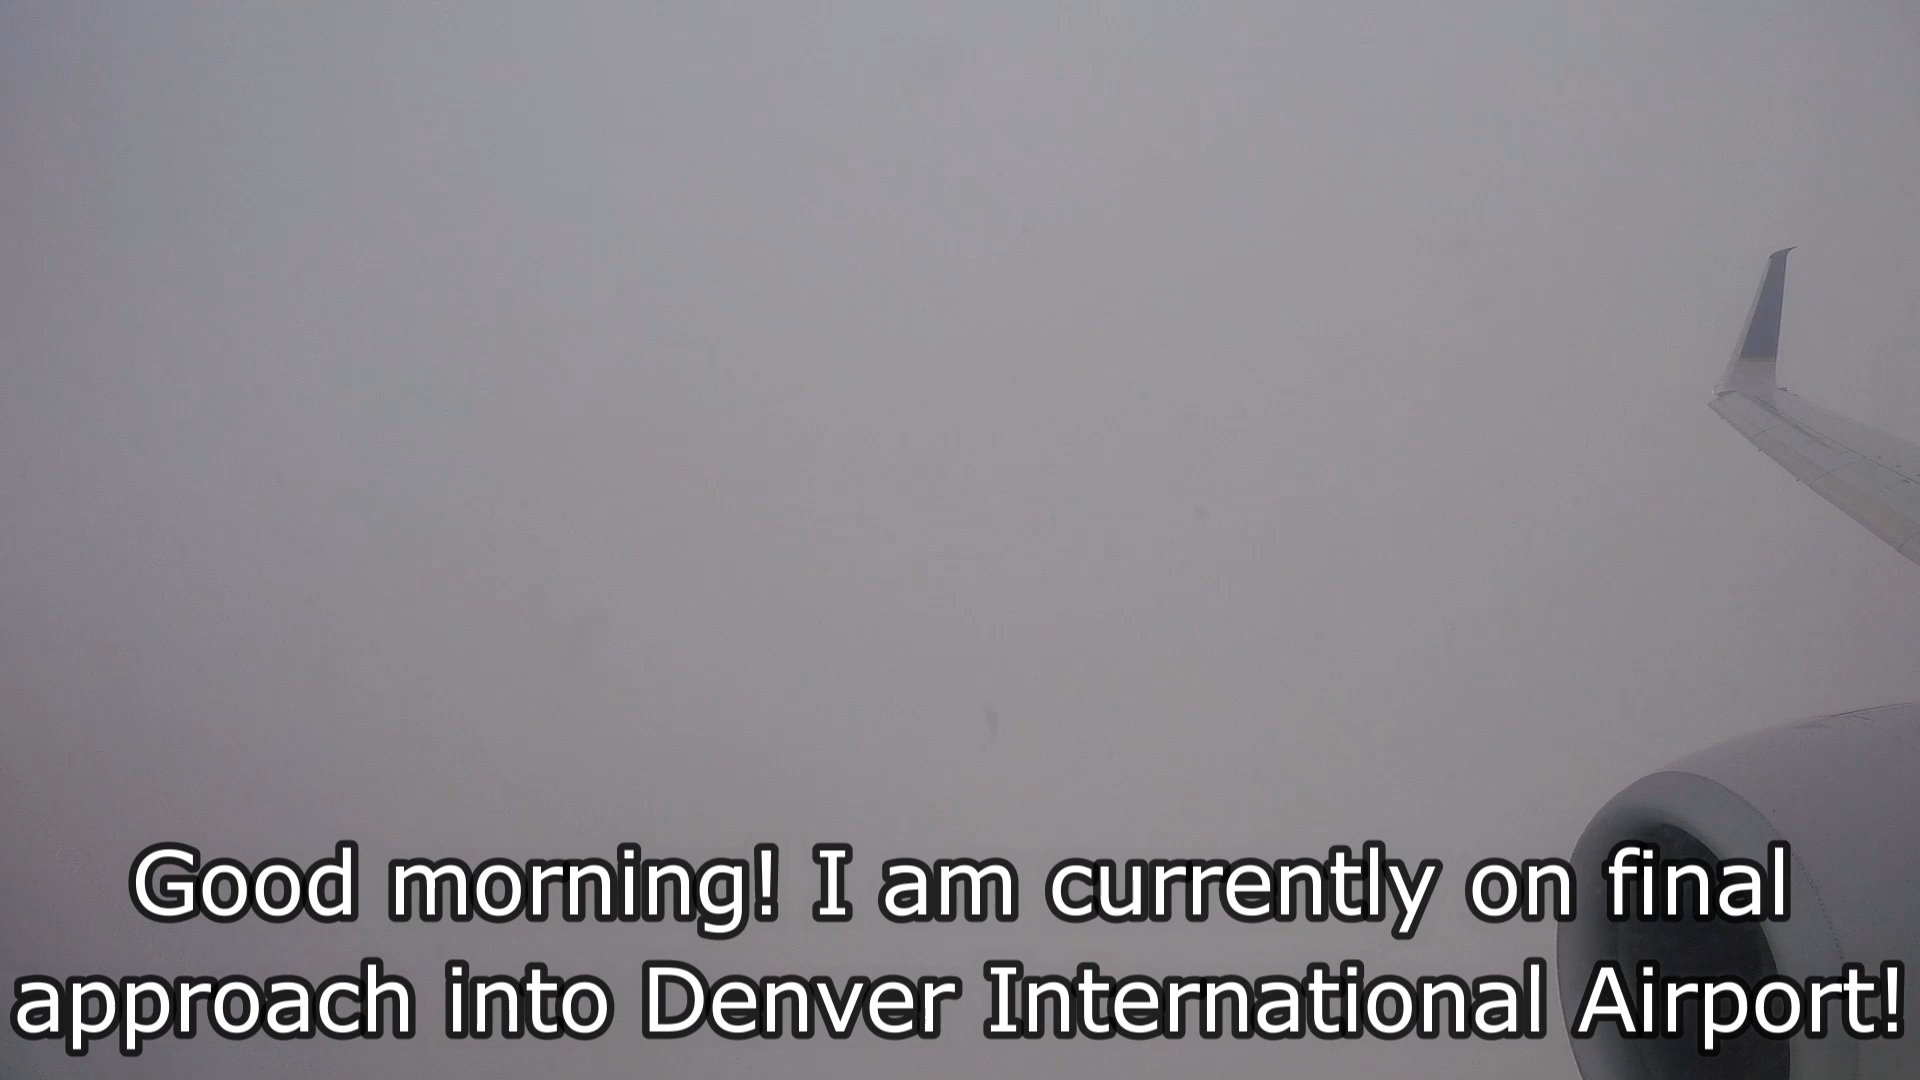 Good morning! I am currently on final
approach into Denver International Airport!